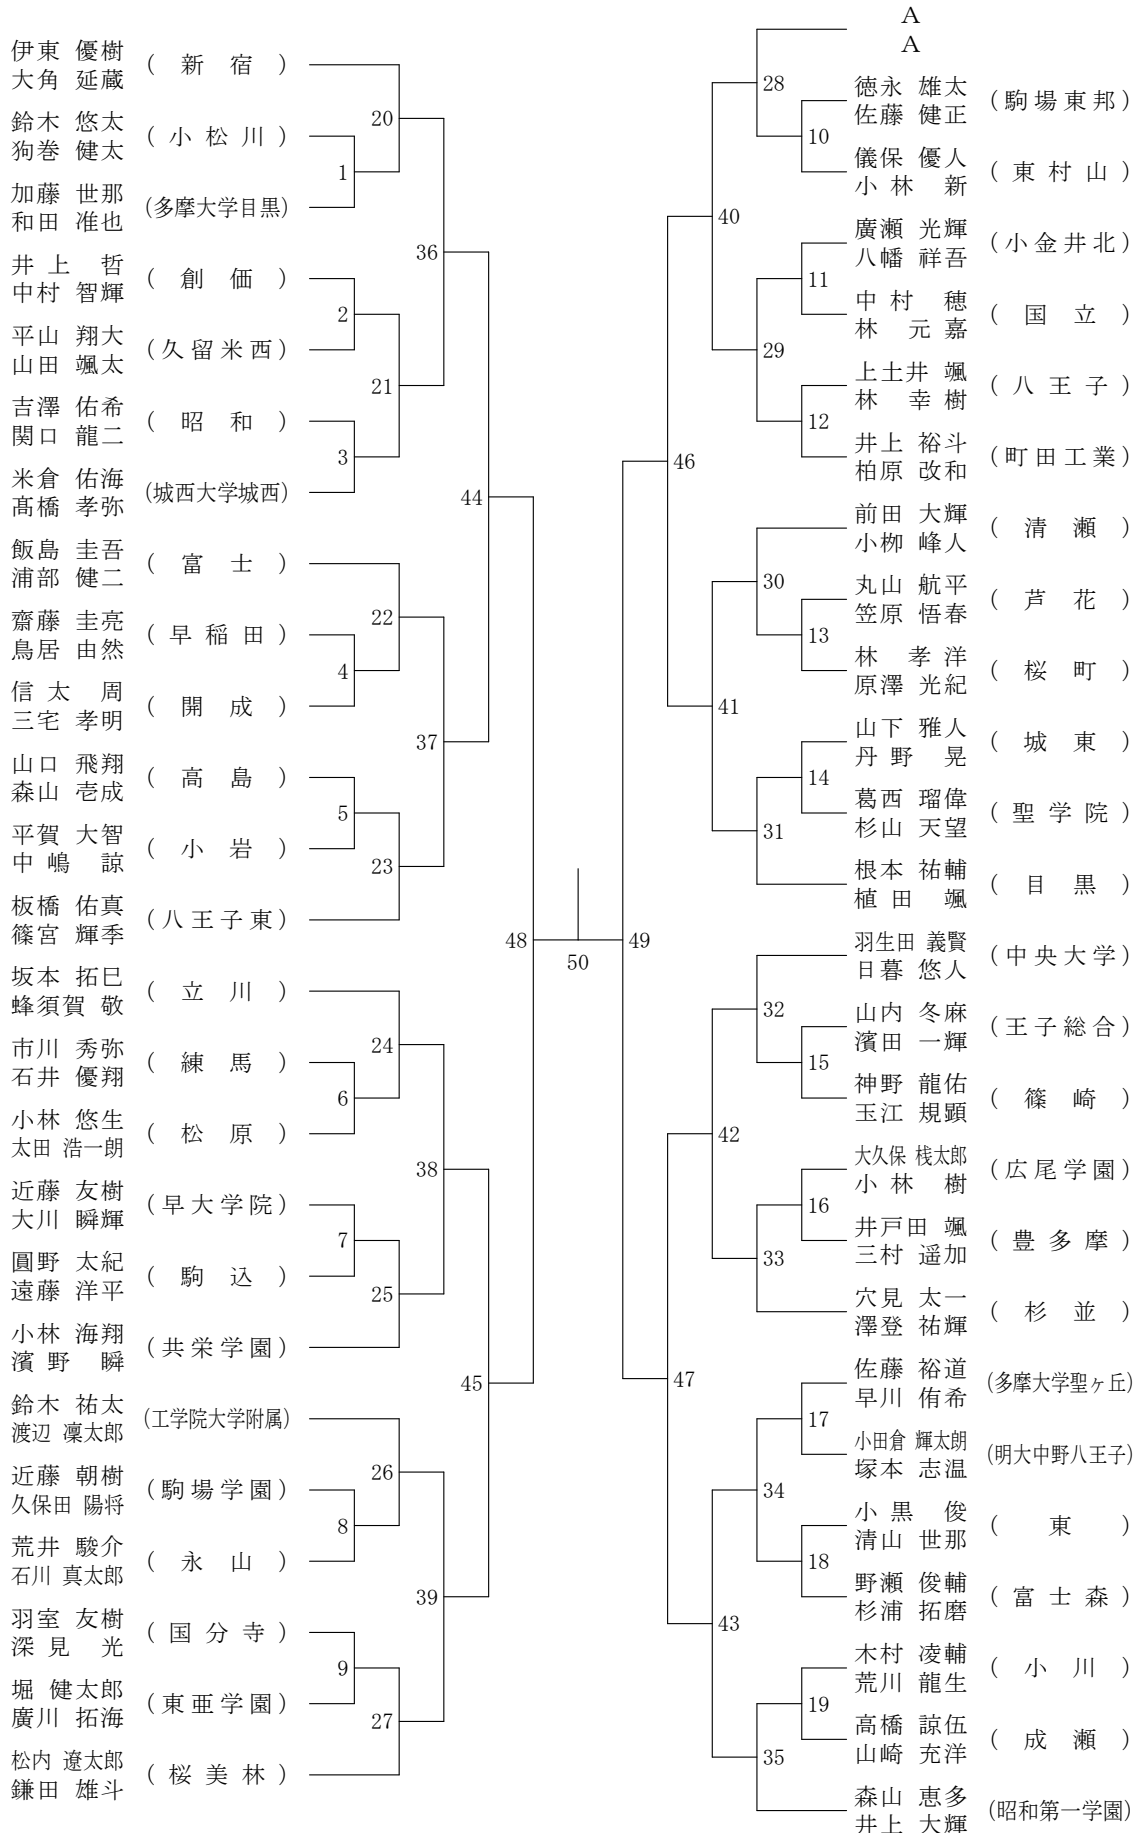 伊東 優樹
大角 延蔵
( 新 宿 )
鈴木 悠太
狗巻 健太
( 小 松 川 )
加藤 世那
和田 准也
(多摩大学目黒)
井上 哲
中村 智輝
( 創 価 )
平山 翔大
山田 颯太
( 久 留 米 西 )
吉澤 佑希
関口 龍二
( 昭 和 )
米倉 佑海
髙橋 孝弥
(城西大学城西)
飯島 圭吾
浦部 健二
( 富 士 )
齋藤 圭亮
鳥居 由然
( 早 稲 田 )
信太 周
三宅 孝明
( 開 成 )
山口 飛翔
森山 壱成
( 高 島 )
平賀 大智
中嶋 諒
( 小 岩 )
板橋 佑真
篠宮 輝季
( 八 王 子 東 )
坂本 拓巳
蜂須賀 敬
( 立 川 )
市川 秀弥
石井 優翔
( 練 馬 )
小林 悠生
太田 浩一朗
( 松 原 )
近藤 友樹
大川 瞬輝
( 早 大 学 院 )
圓野 太紀
遠藤 洋平
( 駒 込 )
小林 海翔
濱野 瞬
( 共 栄 学 園 )
鈴木 祐太
渡辺 凜太郎
(工学院大学附属)
近藤 朝樹
久保田 陽将
( 駒 場 学 園 )
荒井 駿介
石川 真太郎
( 永 山 )
羽室 友樹
深見 光
( 国 分 寺 )
堀 健太郎
廣川 拓海
( 東 亜 学 園 )
松内 遼太郎
鎌田 雄斗
( 桜 美 林 )
20
1
36
2
21
3
44
22
4
37
5
23
48
24
6
38
7
25
45
26
8
39
9
27
50
49
A
A
徳永 雄太
佐藤 健正
( 駒 場 東 邦 )
儀保 優人
小林 新
( 東 村 山 )
廣瀬 光輝
八幡 祥吾
( 小 金 井 北 )
中村 穂
林 元嘉
( 国 立 )
上土井 颯
林 幸樹
( 八 王 子 )
井上 裕斗
柏原 改和
( 町 田 工 業 )
前田 大輝
小栁 峰人
( 清 瀬 )
丸山 航平
笠原 悟春
( 芦 花 )
林 孝洋
原澤 光紀
( 桜 町 )
山下 雅人
丹野 晃
( 城 東 )
葛西 瑠偉
杉山 天望
( 聖 学 院 )
根本 祐輔
植田 颯
( 目 黒 )
羽生田 義賢
日暮 悠人
( 中 央 大 学 )
山内 冬麻
濱田 一輝
( 王 子 総 合 )
神野 龍佑
玉江 規顕
( 篠 崎 )
大久保 桟太郎
小林 樹
( 広 尾 学 園 )
井戸田 颯
三村 遥加
( 豊 多 摩 )
穴見 太一
澤登 祐輝
( 杉 並 )
佐藤 裕道
早川 侑希
(多摩大学聖ヶ丘)
小田倉 輝太朗
塚本 志温
(明大中野八王子)
小黒 俊
清山 世那
( 東 )
野瀬 俊輔
杉浦 拓磨
( 富 士 森 )
木村 凌輔
荒川 龍生
( 小 川 )
高橋 諒伍
山崎 充洋
( 成 瀬 )
森山 恵多
井上 大輝
(昭和第一学園)
28
10
40
11
29
12
46
30
13
41
14
31
32
15
42
16
33
47
17
34
18
43
19
35